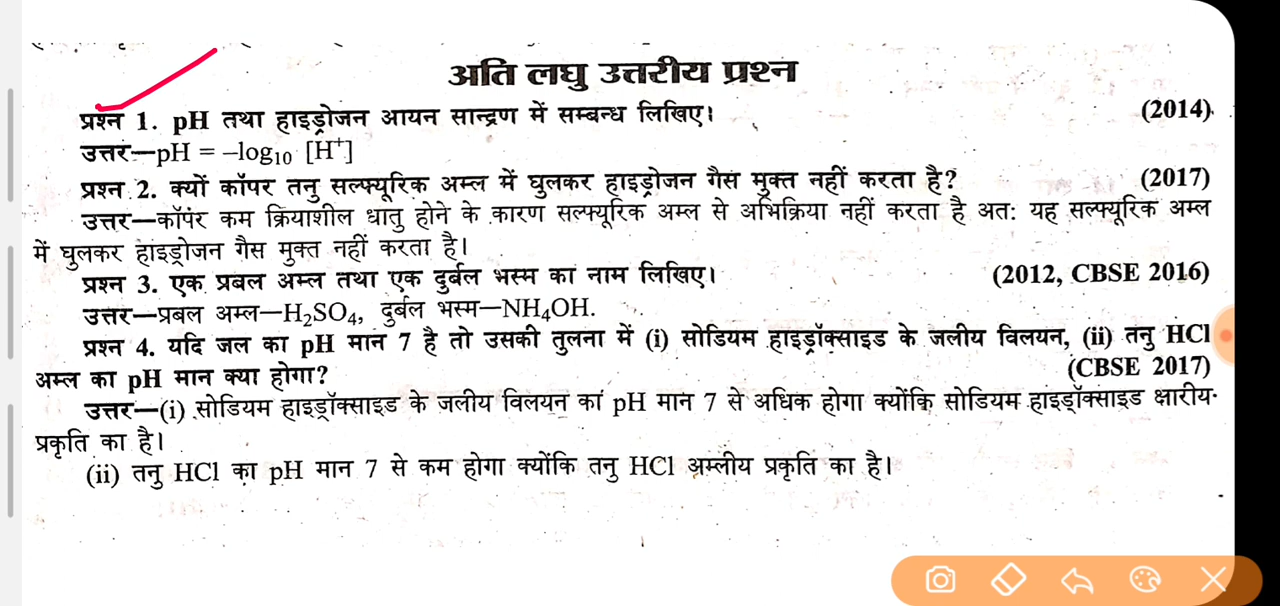 अति लघु उत्तरीय प्रश्न
प्रश्न 1. pH तथा हाइड्रोजन आयन सान्द्रण में सम्बन्ध लिखिए। (2014)
उत्तर—pH = –log₁₀ [H⁺]
प्रश्न 2. क्यों कॉपर तनु सल्फ्यूरिक अम्ल में घुलकर हाइड्रोजन गैस मुक्त नहीं करता है? (2017)
उत्तर—कॉपर कम क्रियाशील धातु होने के कारण सल्फ्यूरिक अम्ल से अभिक्रिया नहीं करता है अतः यह सल्फ्यूरिक अम्ल
में घुलकर हाइड्रोजन गैस मुक्त नहीं करता है।
प्रश्न 3. एक प्रबल अम्ल तथा एक दुर्बल भस्म का नाम लिखिए। (2012, CBSE 2016)
उत्तर—प्रबल अम्ल—H₂SO₄, दुर्बल भस्म—NH₄OH.
प्रश्न 4. यदि जल का pH मान 7 है तो उसकी तुलना में (i) सोडियम हाइड्रॉक्साइड के जलीय विलयन, (ii) तनु HCl
अम्ल का pH मान क्या होगा? (CBSE 2017)
उत्तर—(i) सोडियम हाइड्रॉक्साइड के जलीय विलयन का pH मान 7 से अधिक होगा क्योंकि सोडियम हाइड्रॉक्साइड क्षारीय
प्रकृति का है।
(ii) तनु HCl का pH मान 7 से कम होगा क्योंकि तनु HCl अम्लीय प्रकृति का है।